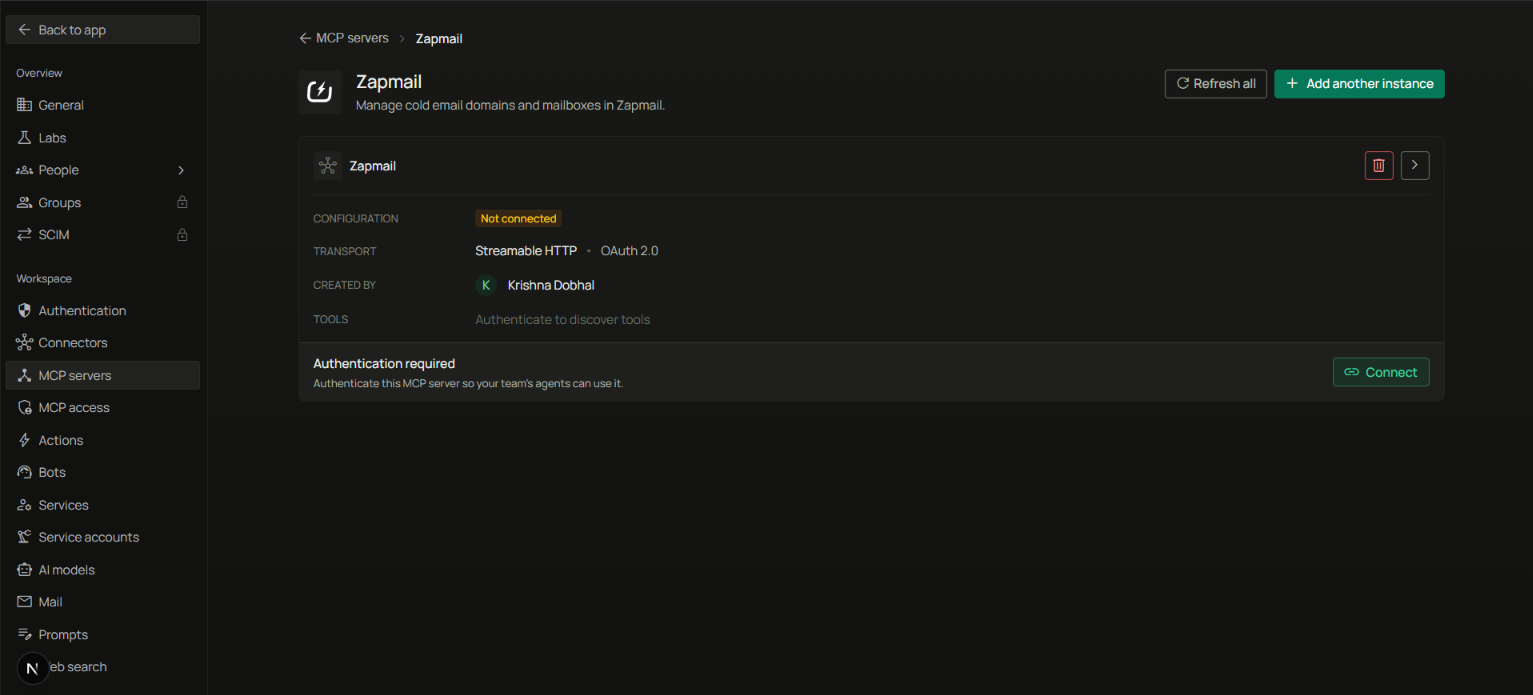 Back to app
Overview
General
Labs
People
Groups
SCIM
Workspace
Authentication
Connectors
MCP servers
MCP access
Actions
Bots
Services
Service accounts
AI models
Mail
Prompts
N eb search
MCP servers > Zapmail
Zapmail
Manage cold email domains and mailboxes in Zapmail.
Refresh all
+ Add another instance
Zapmail
CONFIGURATION Not connected
TRANSPORT Streamable HTTP - OAuth 2.0
CREATED BY K Krishna Dobhal
TOOLS Authenticate to discover tools
Authentication required
Authenticate this MCP server so your team's agents can use it.
Connect